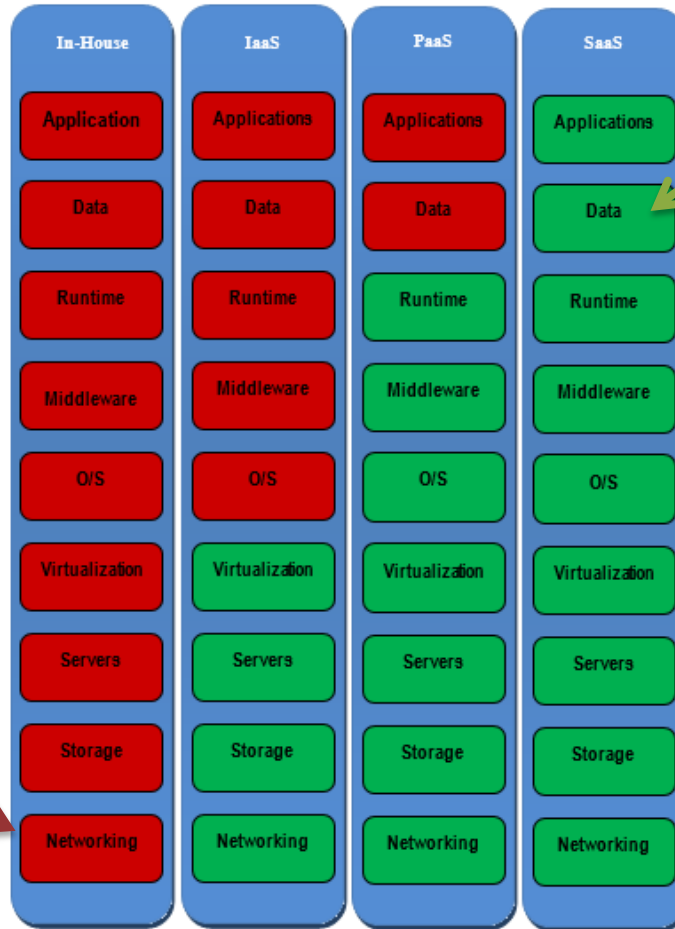 In-House
Application
Data
Runtime
Middleware
O/S
Virtualization
Servers
Storage
Networking
IaaS
Applications
Data
Runtime
Middleware
O/S
Virtualization
Servers
Storage
Networking
PaaS
Applications
Data
Runtime
Middleware
O/S
Virtualization
Servers
Storage
Networking
SaaS
Applications
Data
Runtime
Middleware
O/S
Virtualization
Servers
Storage
Networking